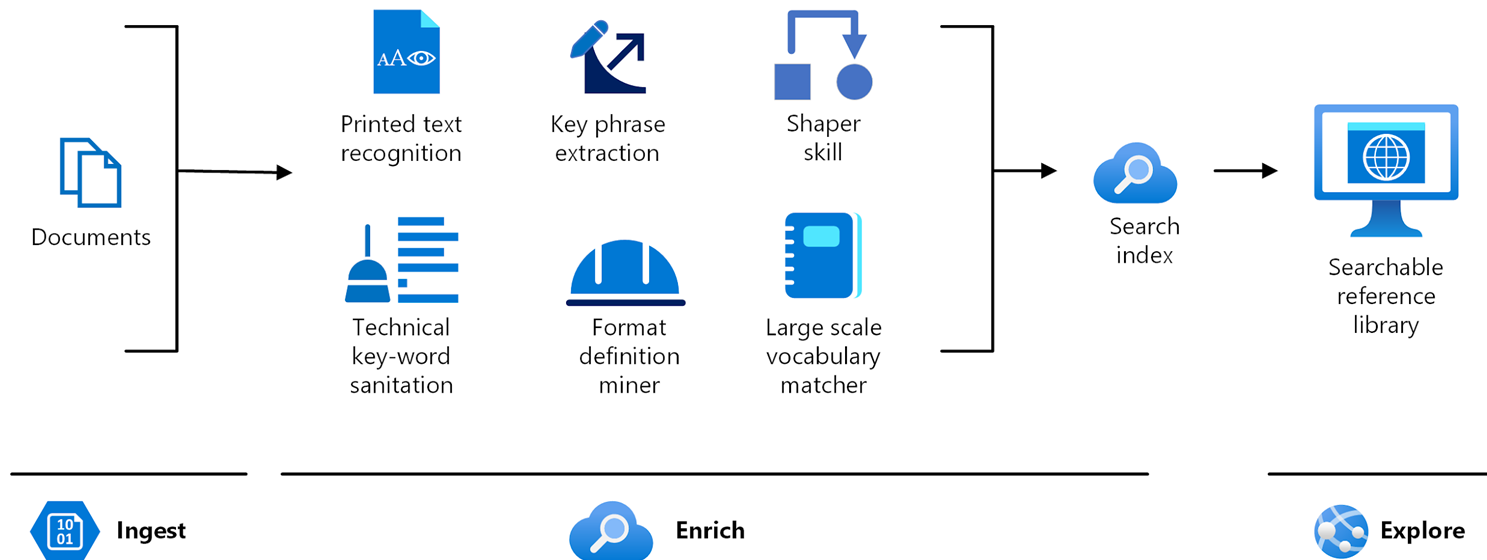 AA
Printed text
recognition
Key phrase
extraction
Shaper
skill
Documents
Search
index
Searchable
reference
library
Technical
key-word
sanitation
Format
definition
miner
Large scale
vocabulary
matcher
10
01
Ingest
Enrich
Explore